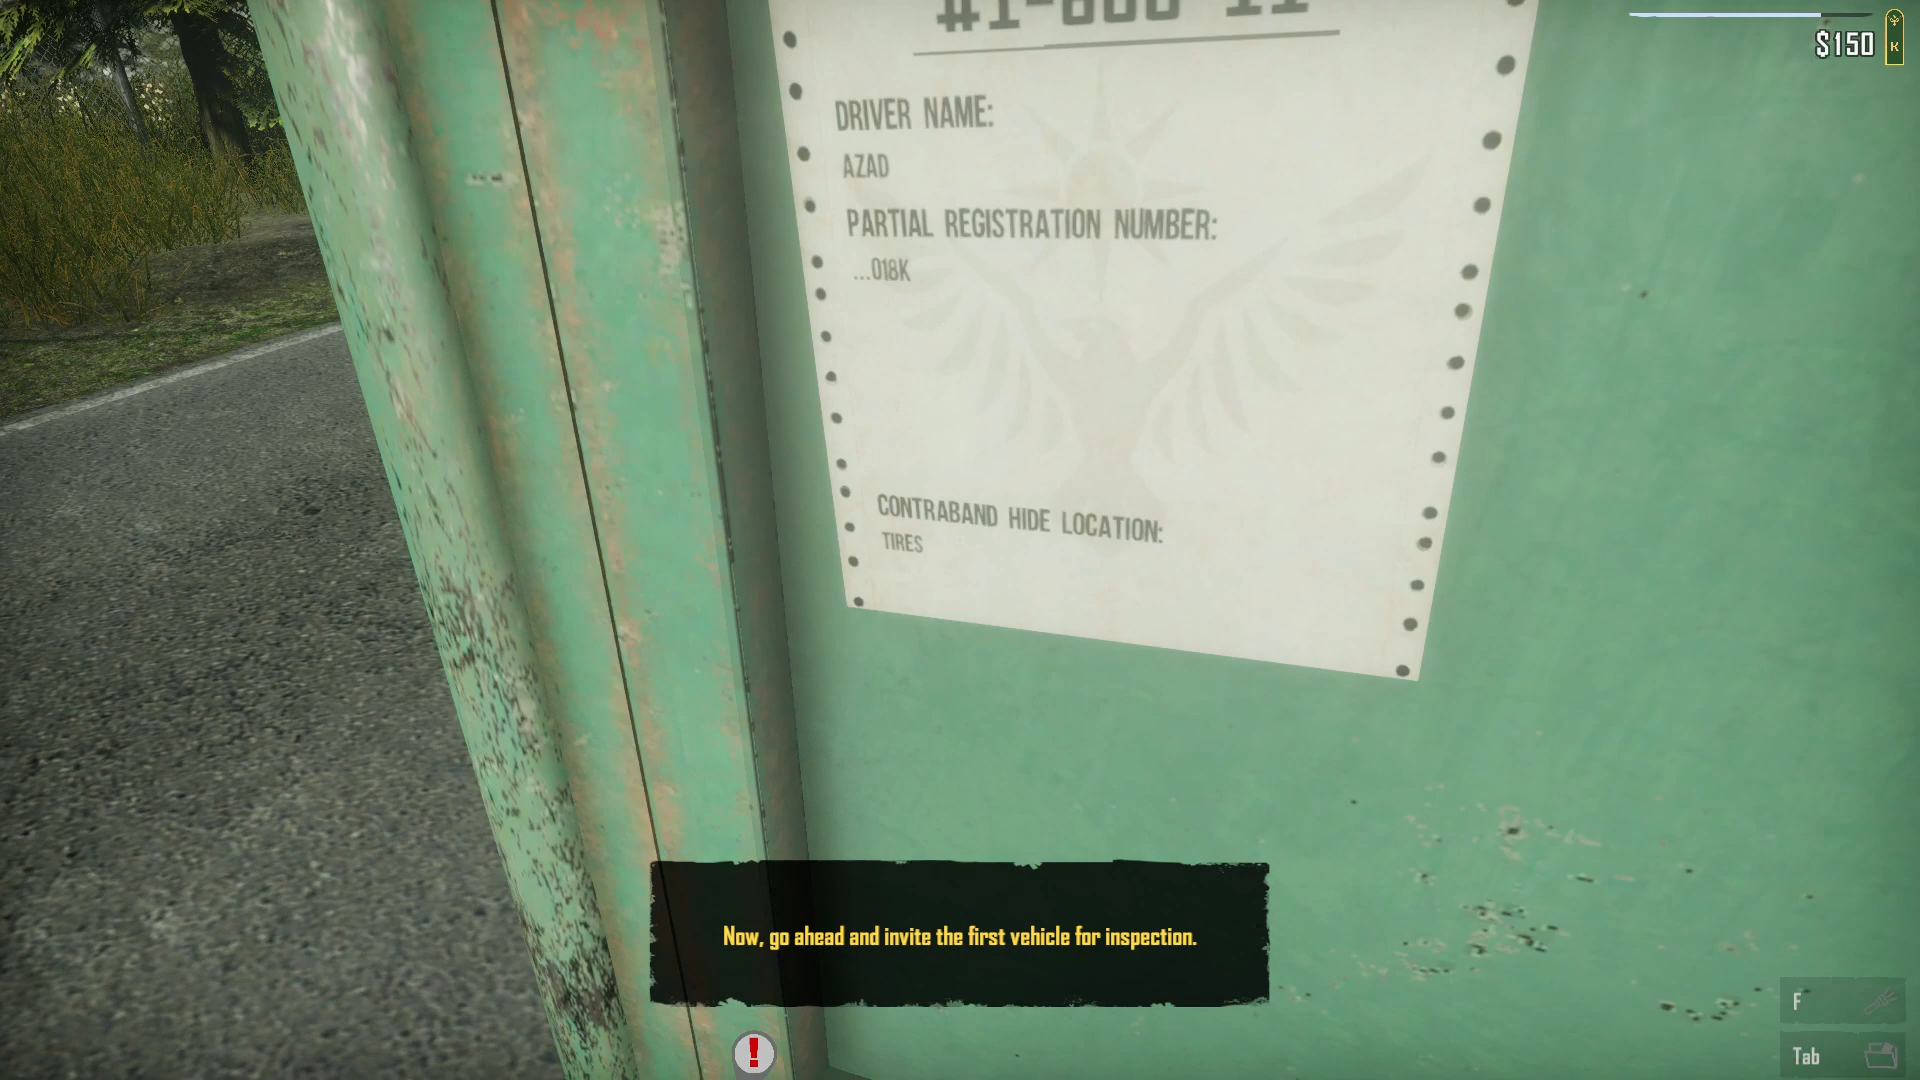 $150
K
DRIVER NAME:
AZAD
PARTIAL REGISTRATION NUMBER:
...018K
CONTRABAND HIDE LOCATION:
TIRES
Now, go ahead and invite the first vehicle for inspection.
F
Tab